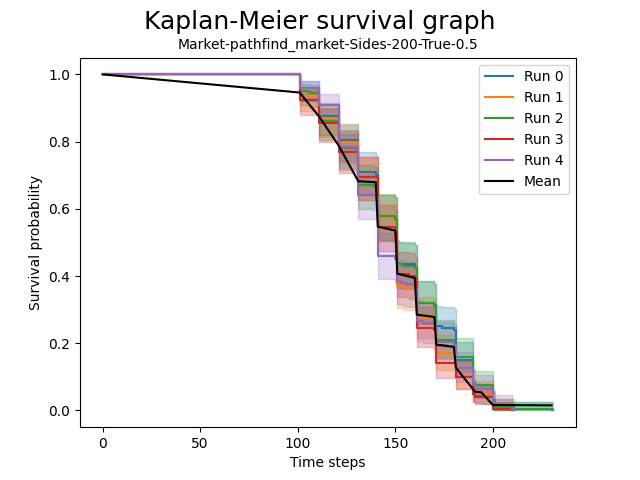 Kaplan-Meier survival graph
Market-pathfind_market-Sides-200-True-0.5
Run 0
Run 1
Run 2
Run 3
Run 4
Mean
Survival probability
1.0
0.8
0.6
0.4
0.2
0.0
0 50 100 150 200
Time steps